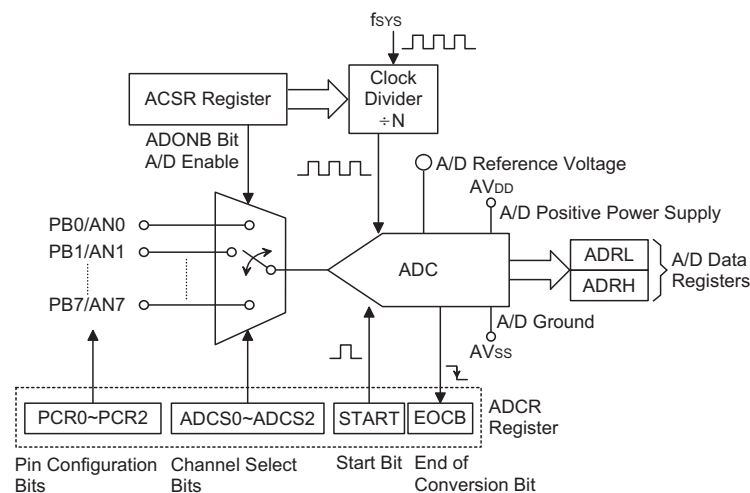 fSYS
Clock
Divider
÷N
ACSR Register
ADONB Bit
A/D Enable
A/D Reference Voltage
AVDD
A/D Positive Power Supply
PB0/AN0
PB1/AN1
PB7/AN7
ADC
ADRL
ADRH
A/D Data
Registers
A/D Ground
AVSS
PCR0~PCR2
ADCS0~ADCS2
START
EOCB
ADCR
Register
Pin Configuration
Bits
Channel Select
Bits
Start Bit
End of
Conversion Bit